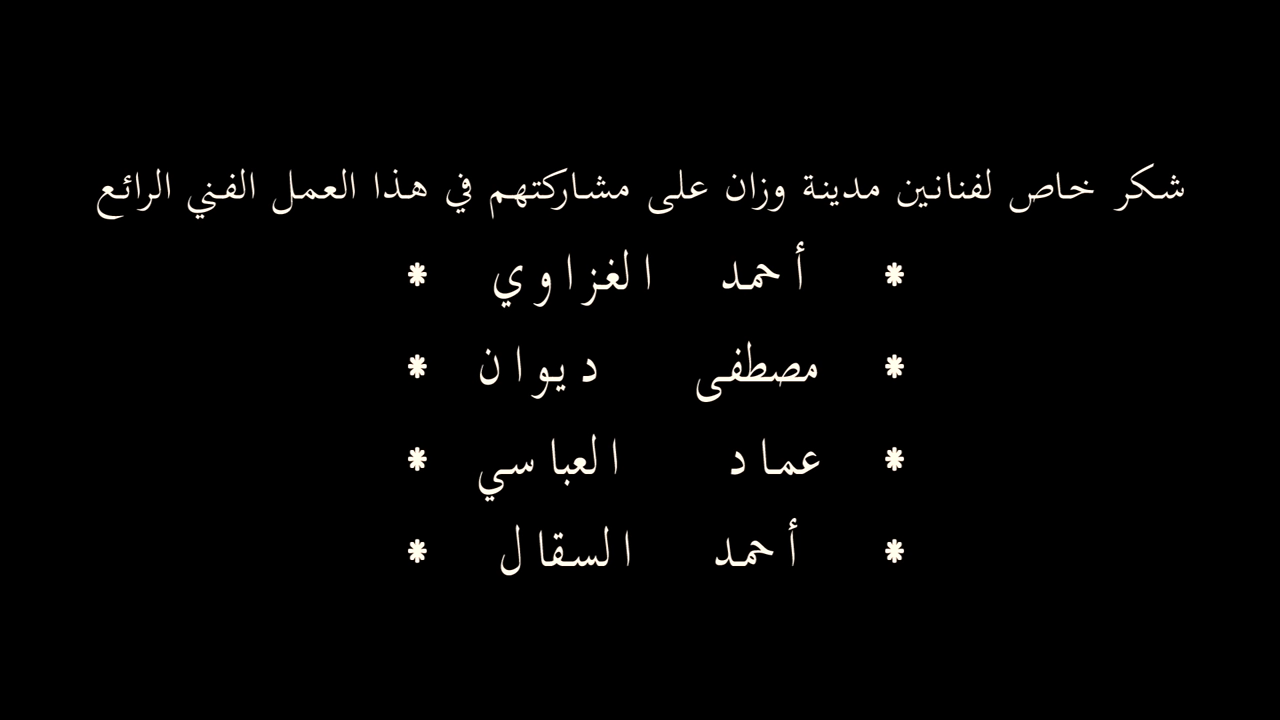 شكر خاص لفنانين مدينة وزان على مشاركتهم في هذا العمل الفني الرائع
* أحمد الغزاوي *
* مصطفى ديوان *
* عماد العباسي *
* أحمد السقال *